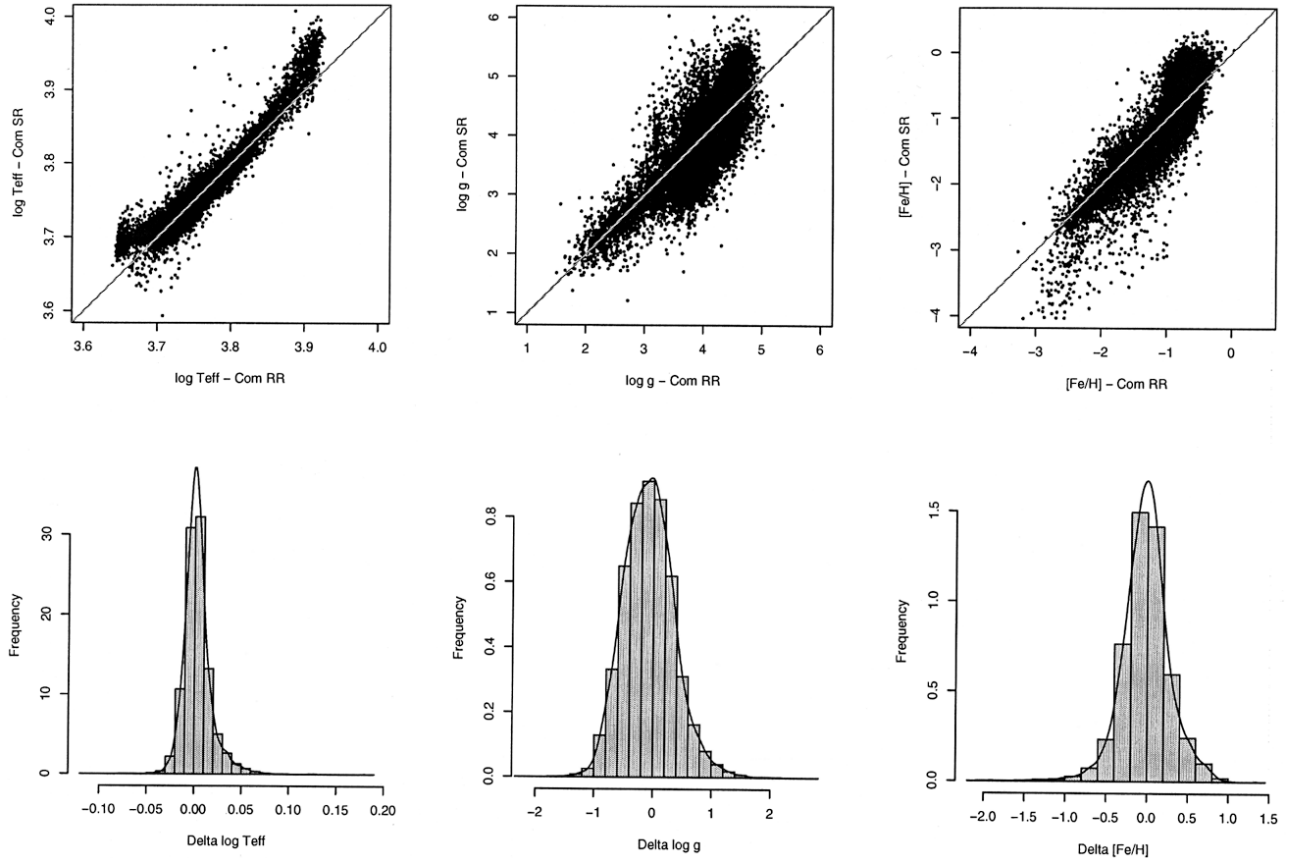 4.0
3.9
3.8
3.7
3.6
log Teff – Com SR
3.6 3.7 3.8 3.9 4.0
log Teff – Com RR
6
5
4
3
2
1
log g – Com SR
1 2 3 4 5 6
log g – Com RR
0
−1
−2
−3
−4
[Fe/H] – Com SR
−4 −3 −2 −1 0
[Fe/H] – Com RR
30
20
10
0
Frequency
−0.10 −0.05 0.00 0.05 0.10 0.15 0.20
Delta log Teff
0.8
0.6
0.4
0.2
0.0
Frequency
−2 −1 0 1 2
Delta log g
1.5
1.0
0.5
0.0
Frequency
−2.0 −1.5 −1.0 −0.5 0.0 0.5 1.0 1.5
Delta [Fe/H]